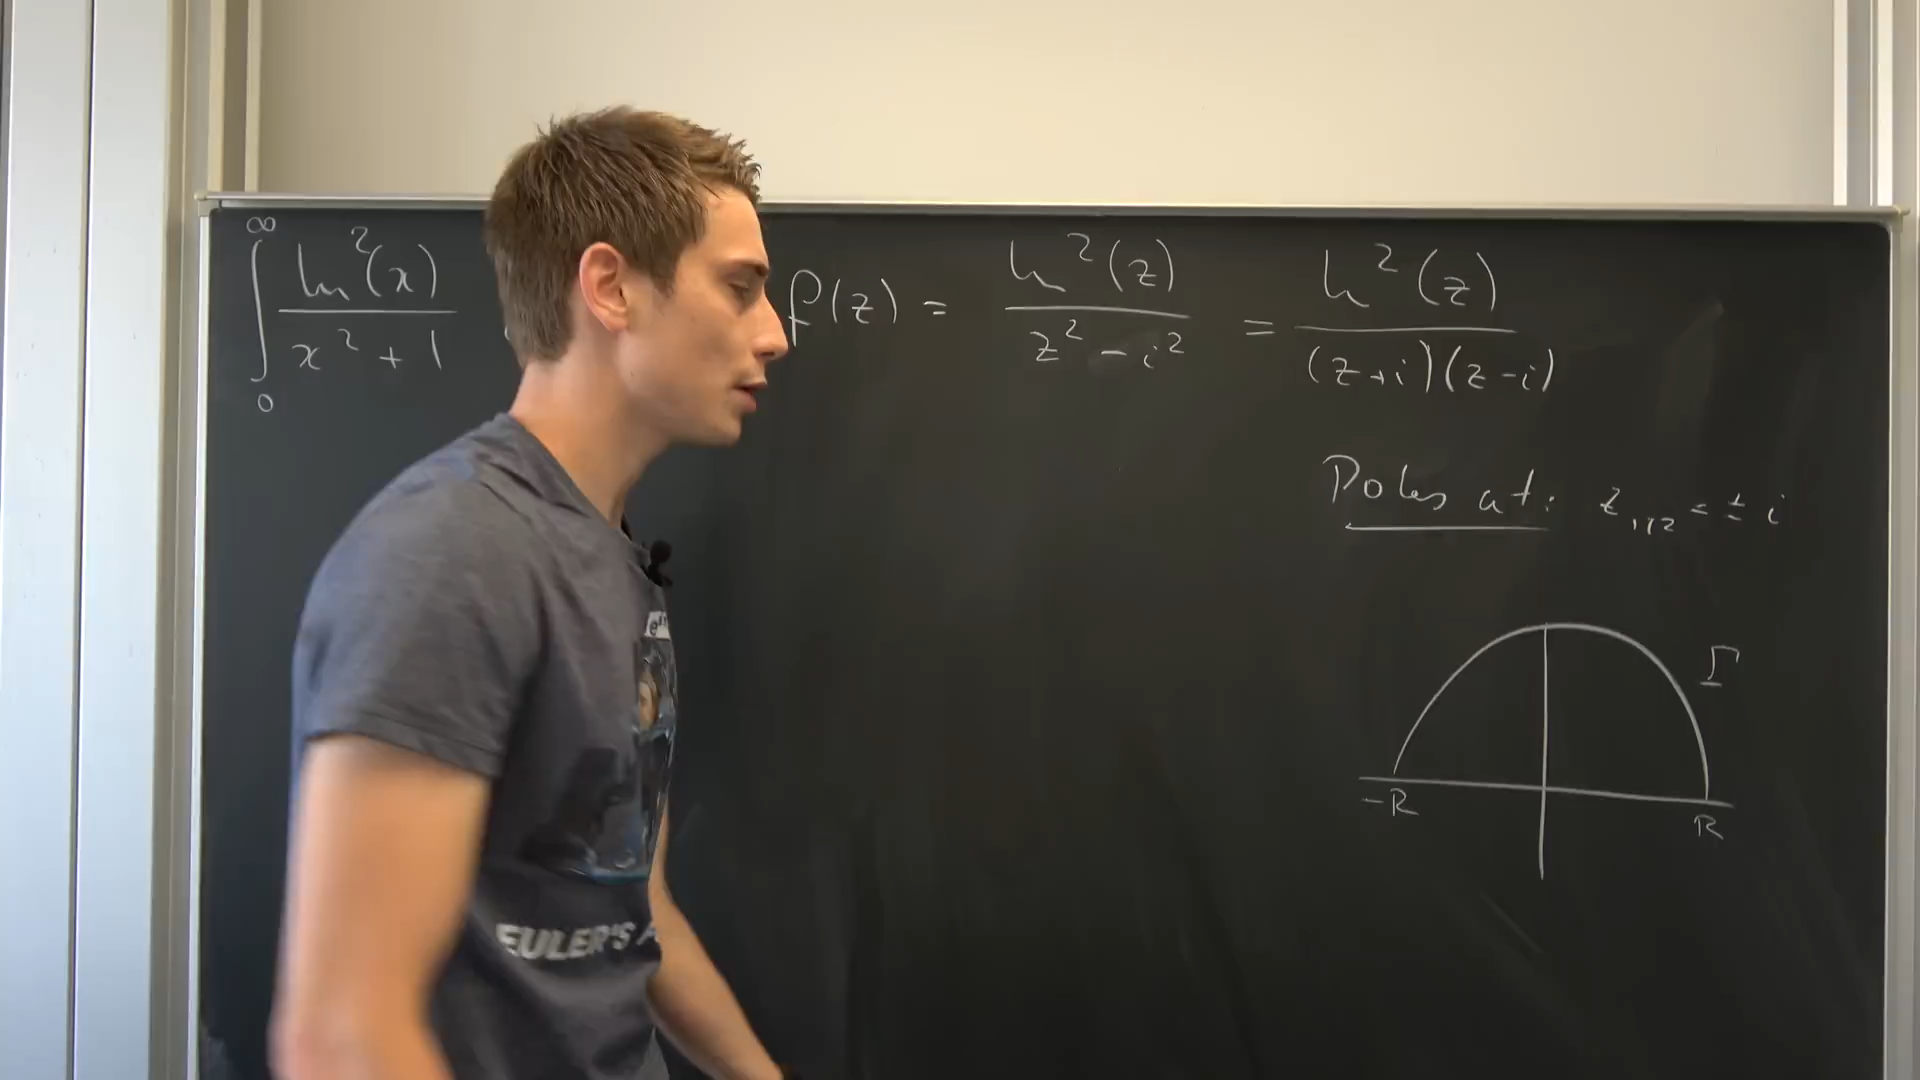 ∫₀^∞ ln²(x) / x² + 1
f(z) = ln²(z) / z² - i² = ln²(z) / (z+i)(z-i)
Poles at: z₁,₂ = ± i
Γ
-R R
EULER'S